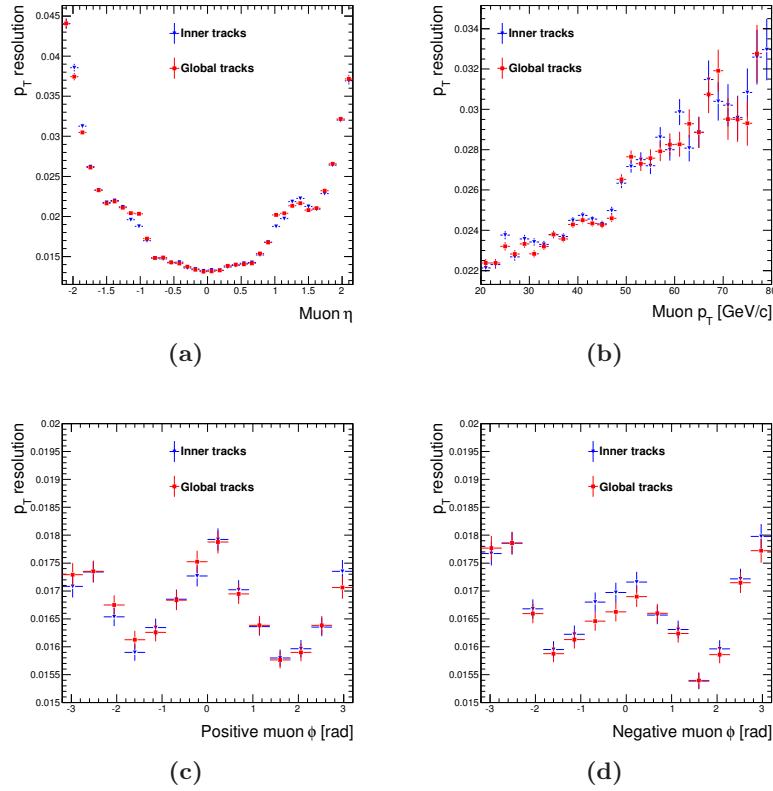 p_T resolution
0.045
0.04
0.035
0.03
0.025
0.02
0.015
Inner tracks
Global tracks
-2 -1.5 -1 -0.5 0 0.5 1 1.5 2
Muon η
(a)
p_T resolution
0.034
0.032
0.03
0.028
0.026
0.024
0.022
Inner tracks
Global tracks
20 30 40 50 60 70 80
Muon p_T [GeV/c]
(b)
p_T resolution
0.02
0.0195
0.019
0.0185
0.018
0.0175
0.017
0.0165
0.016
0.0155
0.015
Inner tracks
Global tracks
-3 -2 -1 0 1 2 3
Positive muon ϕ [rad]
(c)
p_T resolution
0.02
0.0195
0.019
0.0185
0.018
0.0175
0.017
0.0165
0.016
0.0155
0.015
Inner tracks
Global tracks
-3 -2 -1 0 1 2 3
Negative muon ϕ [rad]
(d)